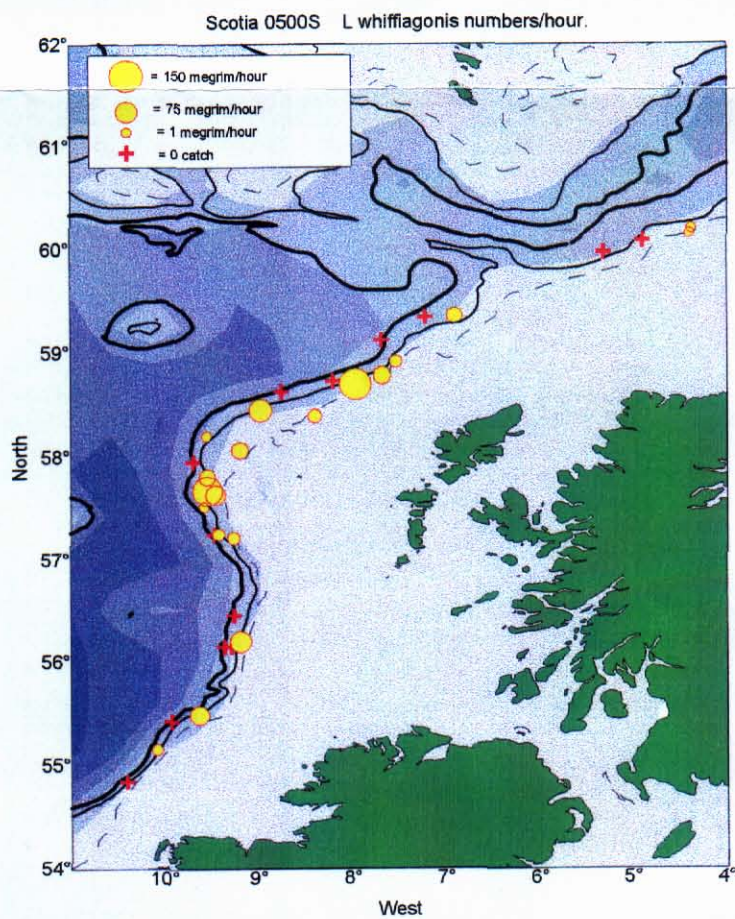 Scotia 0500S L whiffiagonis numbers/hour.
62°
= 150 megrim/hour
= 75 megrim/hour
= 1 megrim/hour
= 0 catch
61°
60°
59°
58°
57°
56°
55°
54°
North
10° 9° 8° 7° 6° 5° 4°
West